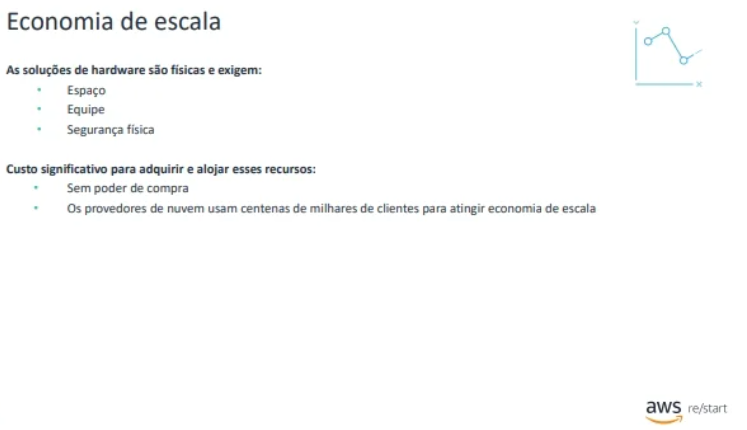 Economia de escala
As soluções de hardware são físicas e exigem:
• Espaço
• Equipe
• Segurança física
Custo significativo para adquirir e alojar esses recursos:
• Sem poder de compra
• Os provedores de nuvem usam centenas de milhares de clientes para atingir economia de escala
aws re/start